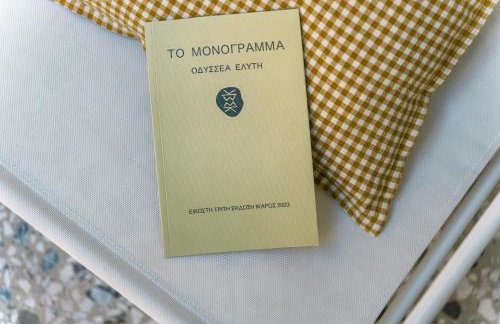 ΤΟ ΜΟΝΟΓΡΑΜΜΑ
ΟΔΥΣΣΕΑ ΕΛΥΤΗ
ΕΙΚΟΣΤΗ ΤΡΙΤΗ ΕΚΔΟΣΗ ΙΚΑΡΟΣ 2023